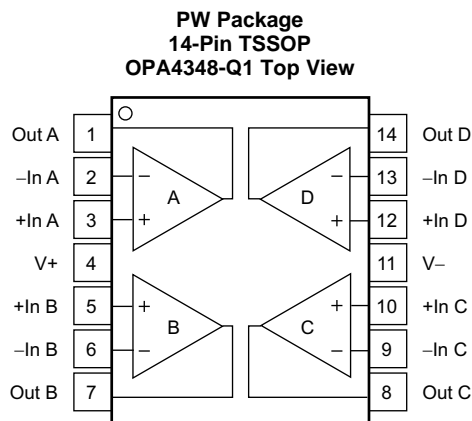 PW Package
14-Pin TSSOP
OPA4348-Q1 Top View
Out A 1 14 Out D
−In A 2 − − 13 −In D
A D
+In A 3 + + 12 +In D
V+ 4 11 V−
+In B 5 + + 10 +In C
B C
−In B 6 − − 9 −In C
Out B 7 8 Out C